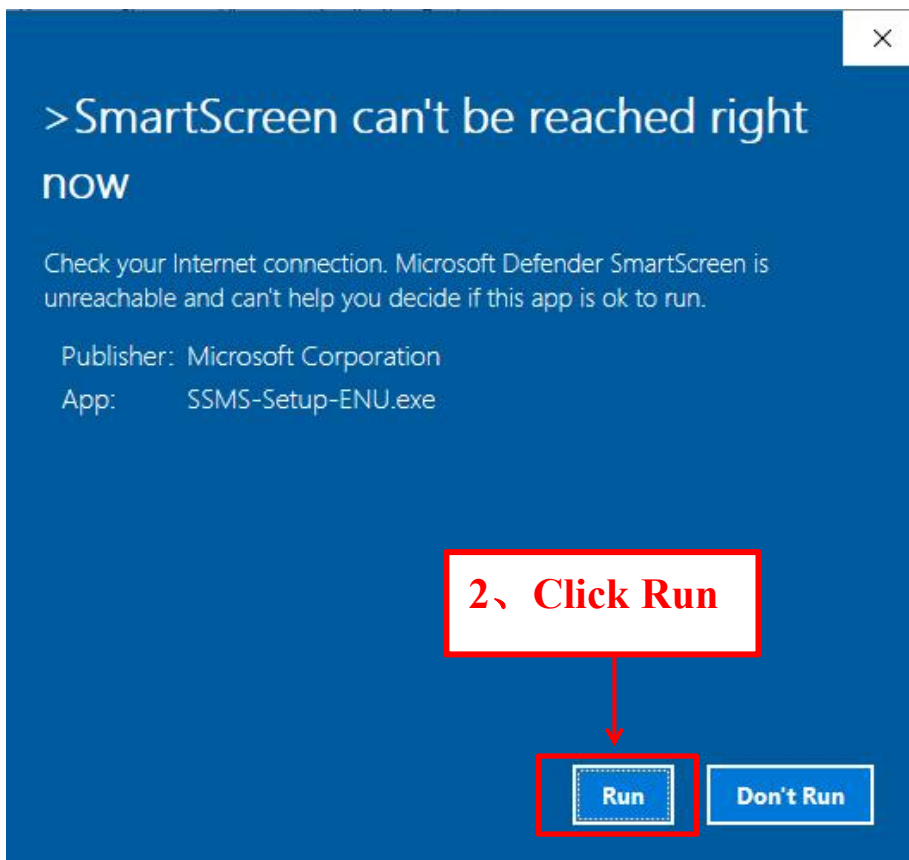 >SmartScreen can't be reached right
now
Check your Internet connection. Microsoft Defender SmartScreen is
unreachable and can't help you decide if this app is ok to run.
Publisher: Microsoft Corporation
App: SSMS-Setup-ENU.exe
2、Click Run
Run Don't Run